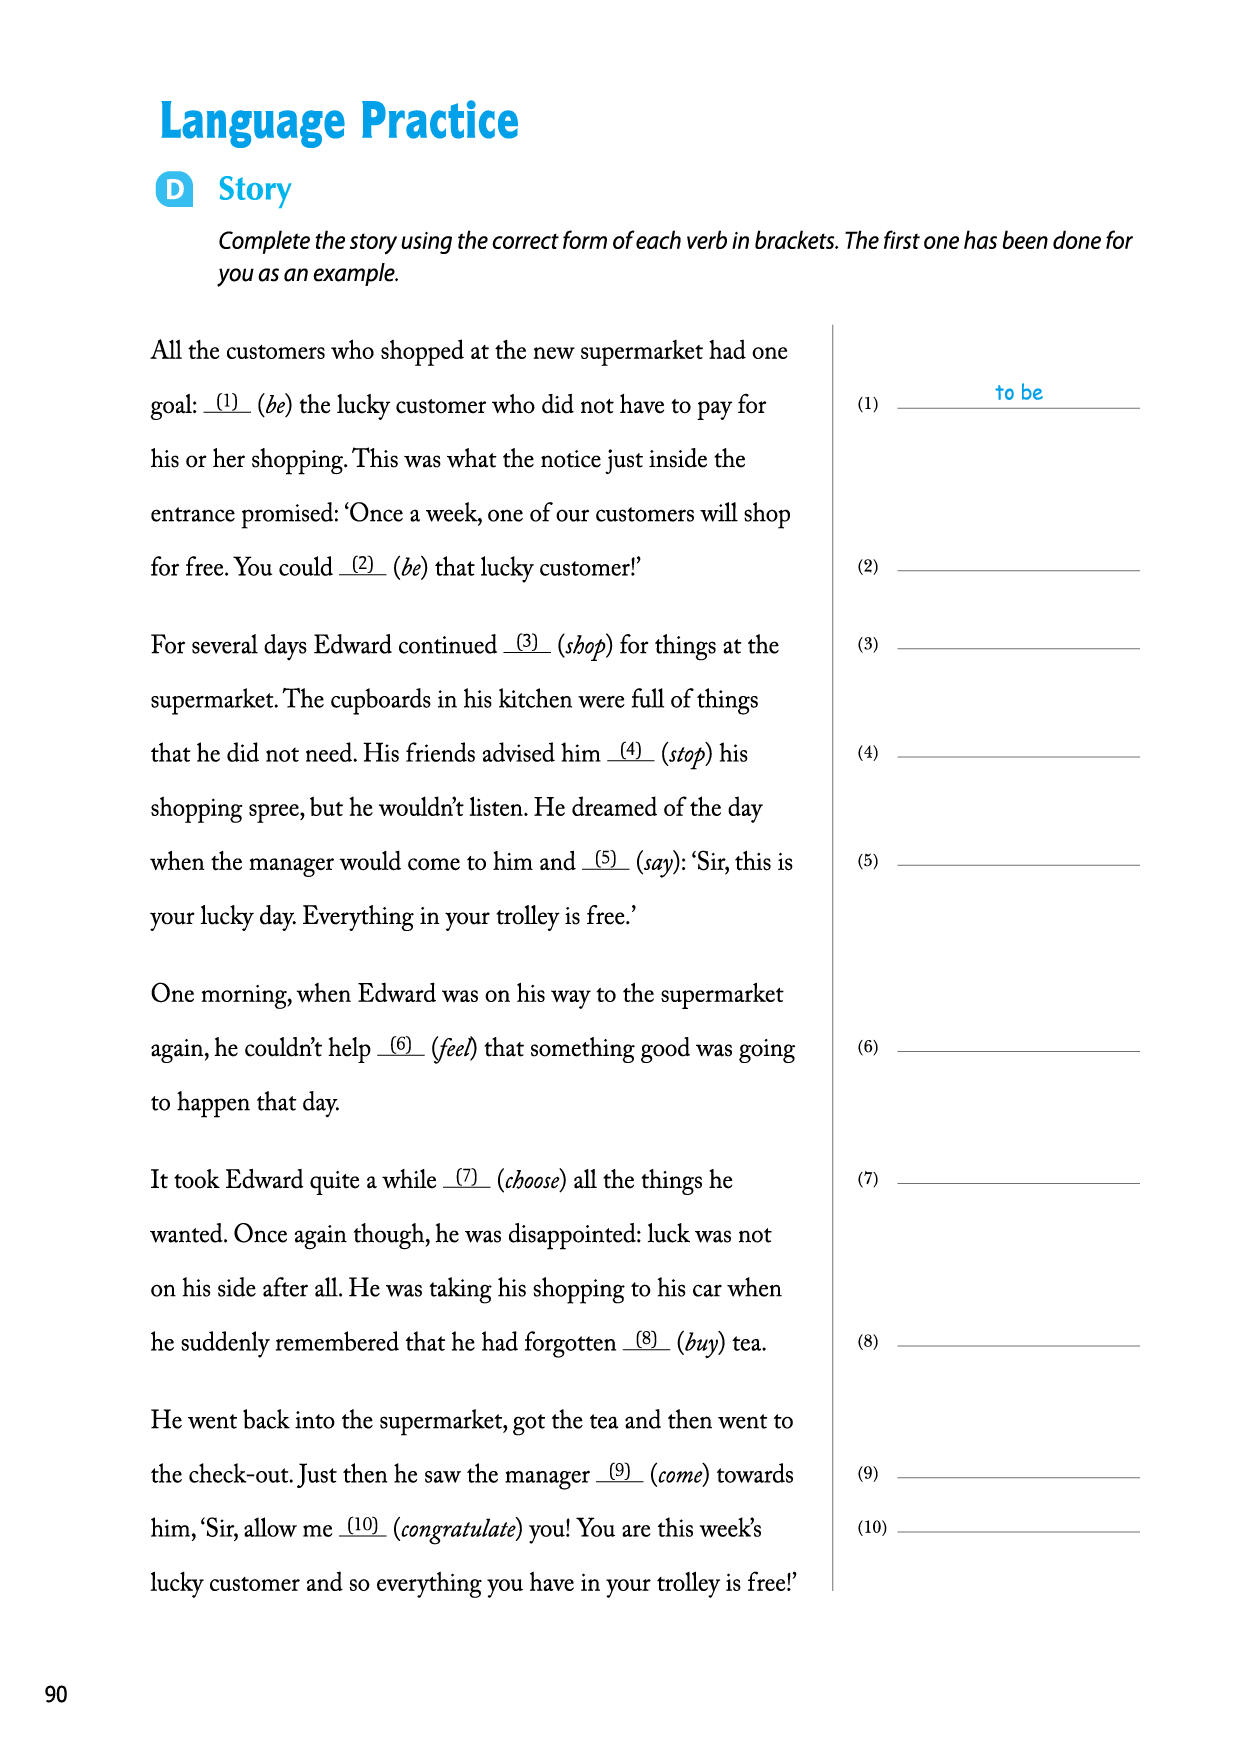 Language Practice
D Story
Complete the story using the correct form of each verb in brackets. The first one has been done for
you as an example.
All the customers who shopped at the new supermarket had one
goal: (1) (be) the lucky customer who did not have to pay for
(1) to be
his or her shopping. This was what the notice just inside the
entrance promised: ‘Once a week, one of our customers will shop
for free. You could (2) (be) that lucky customer!’
(2)
For several days Edward continued (3) (shop) for things at the
(3)
supermarket. The cupboards in his kitchen were full of things
that he did not need. His friends advised him (4) (stop) his
(4)
shopping spree, but he wouldn’t listen. He dreamed of the day
when the manager would come to him and (5) (say): ‘Sir, this is
(5)
your lucky day. Everything in your trolley is free.’
One morning, when Edward was on his way to the supermarket
again, he couldn’t help (6) (feel) that something good was going
(6)
to happen that day.
It took Edward quite a while (7) (choose) all the things he
(7)
wanted. Once again though, he was disappointed: luck was not
on his side after all. He was taking his shopping to his car when
he suddenly remembered that he had forgotten (8) (buy) tea.
(8)
He went back into the supermarket, got the tea and then went to
the check-out. Just then he saw the manager (9) (come) towards
(9)
him, ‘Sir, allow me (10) (congratulate) you! You are this week’s
(10)
lucky customer and so everything you have in your trolley is free!’
90